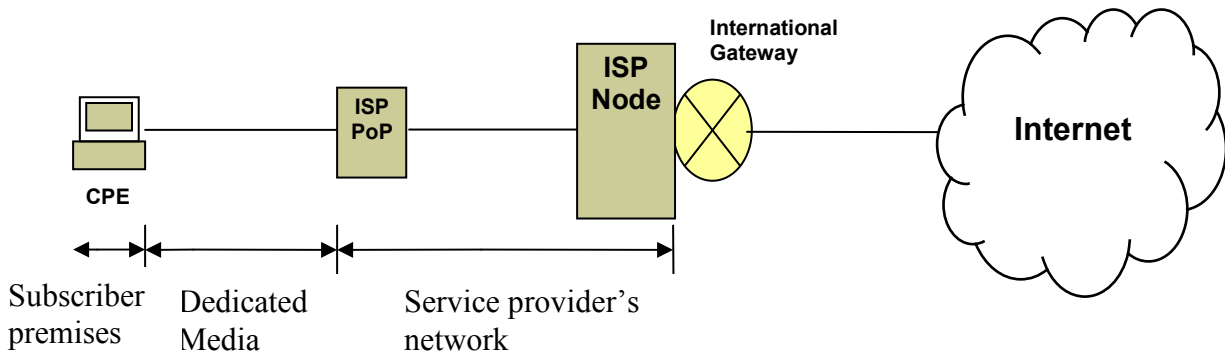 International
Gateway
ISP
Node
ISP
PoP
Internet
CPE
Subscriber
premises
Dedicated
Media
Service provider’s
network